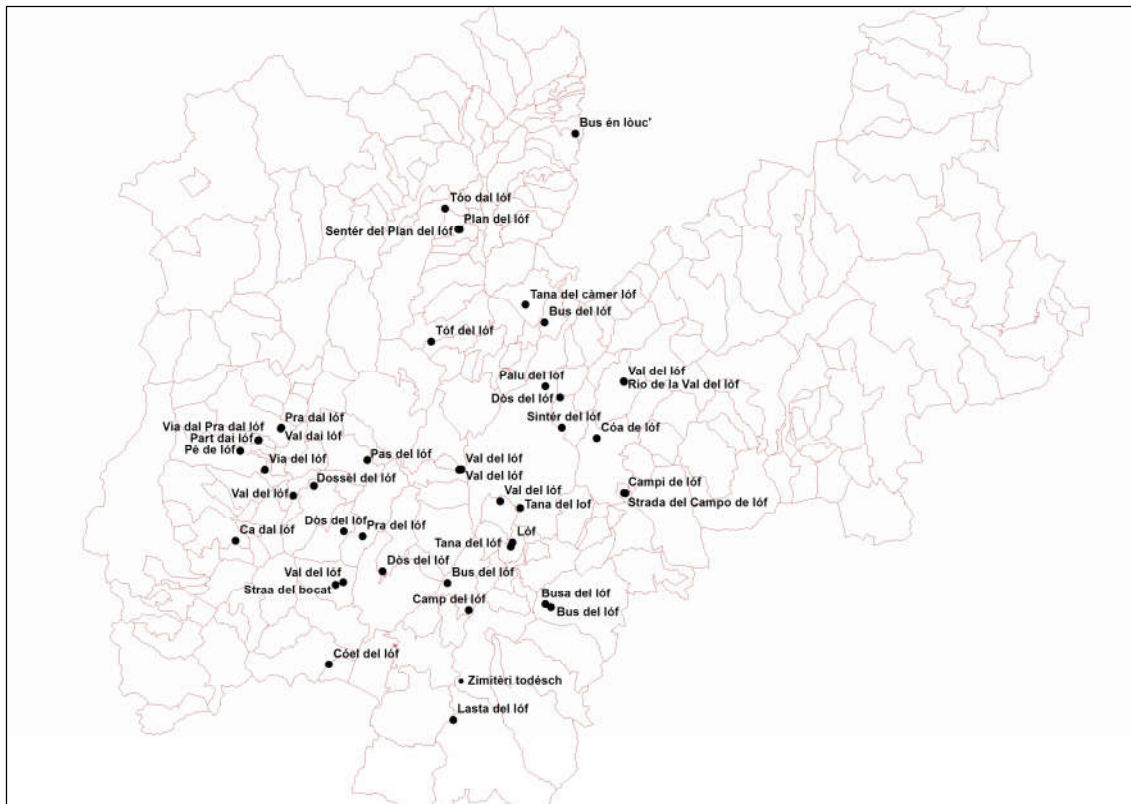 Bus én lòuc'
Tóo dal lóf
Plan del lóf
Sentér del Plan del lóf
Tana del càmer lóf
Bus del lóf
Tóf del lóf
Val del lóf
Palu del lóf
Rio de la Val del lóf
Dòs del lóf
Pra dal lóf
Via dal Pra dal lóf
Sintér del lóf
Val dai lóf
Part dai lóf
Cóa de lóf
Pè de lóf
Pas del lóf
Via del lóf
Val del lóf
Val del lóf
Dossèl del lóf
Campi de lóf
Val del lóf
Val del lóf
Strada del Campo de lóf
Tana del lof
Dòs del lóf
Ca dal lóf
Pra del lóf
Lóf
Tana del lóf
Dòs del lóf
Val del lóf
Bus del lóf
Straa del bocat
Busa del lóf
Camp del lóf
Bus del lóf
Cóel del lóf
Zimitèri todésch
Lasta del lóf